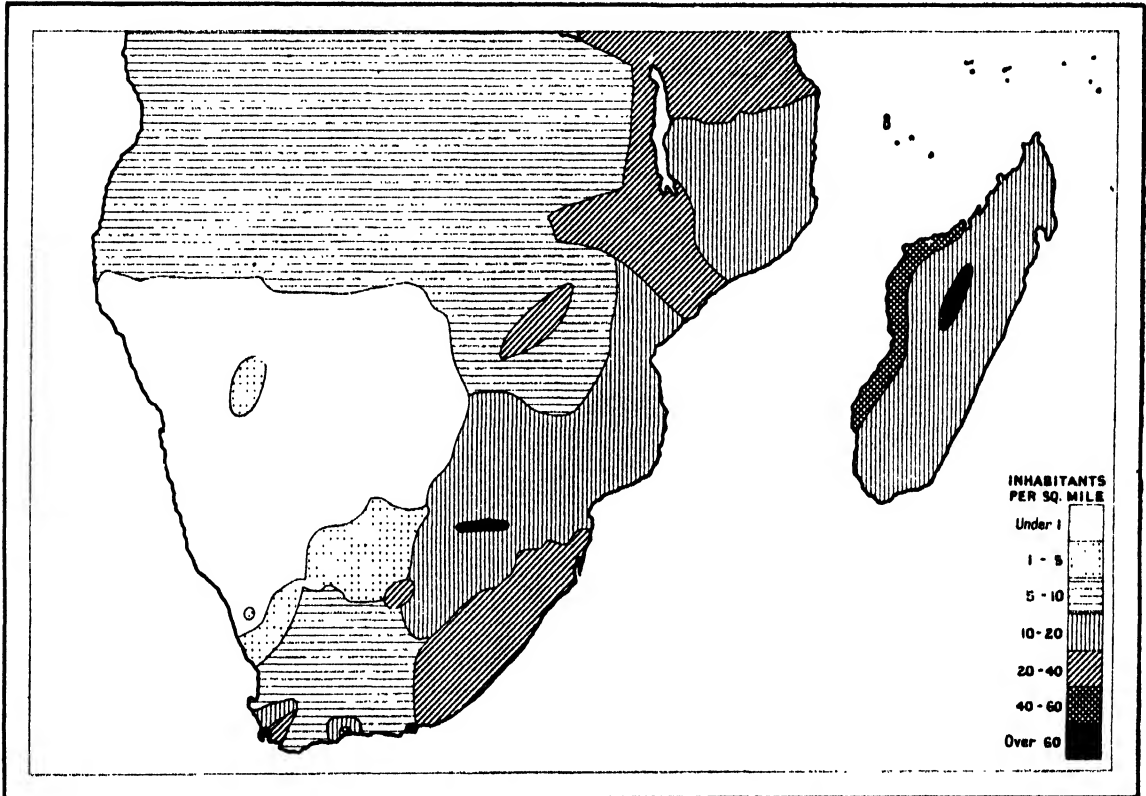 INHABITANTS
PER SQ. MILE
Under 1
1 - 5
5 - 10
10 - 20
20 - 40
40 - 60
Over 60